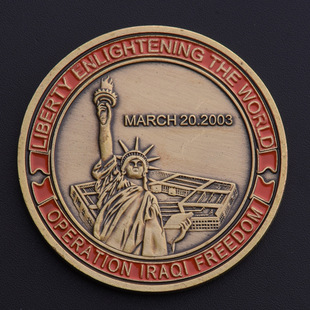 LIBERTY ENLIGHTENING THE WORLD
MARCH 20.2003
OPERATION IRAQI FREEDOM